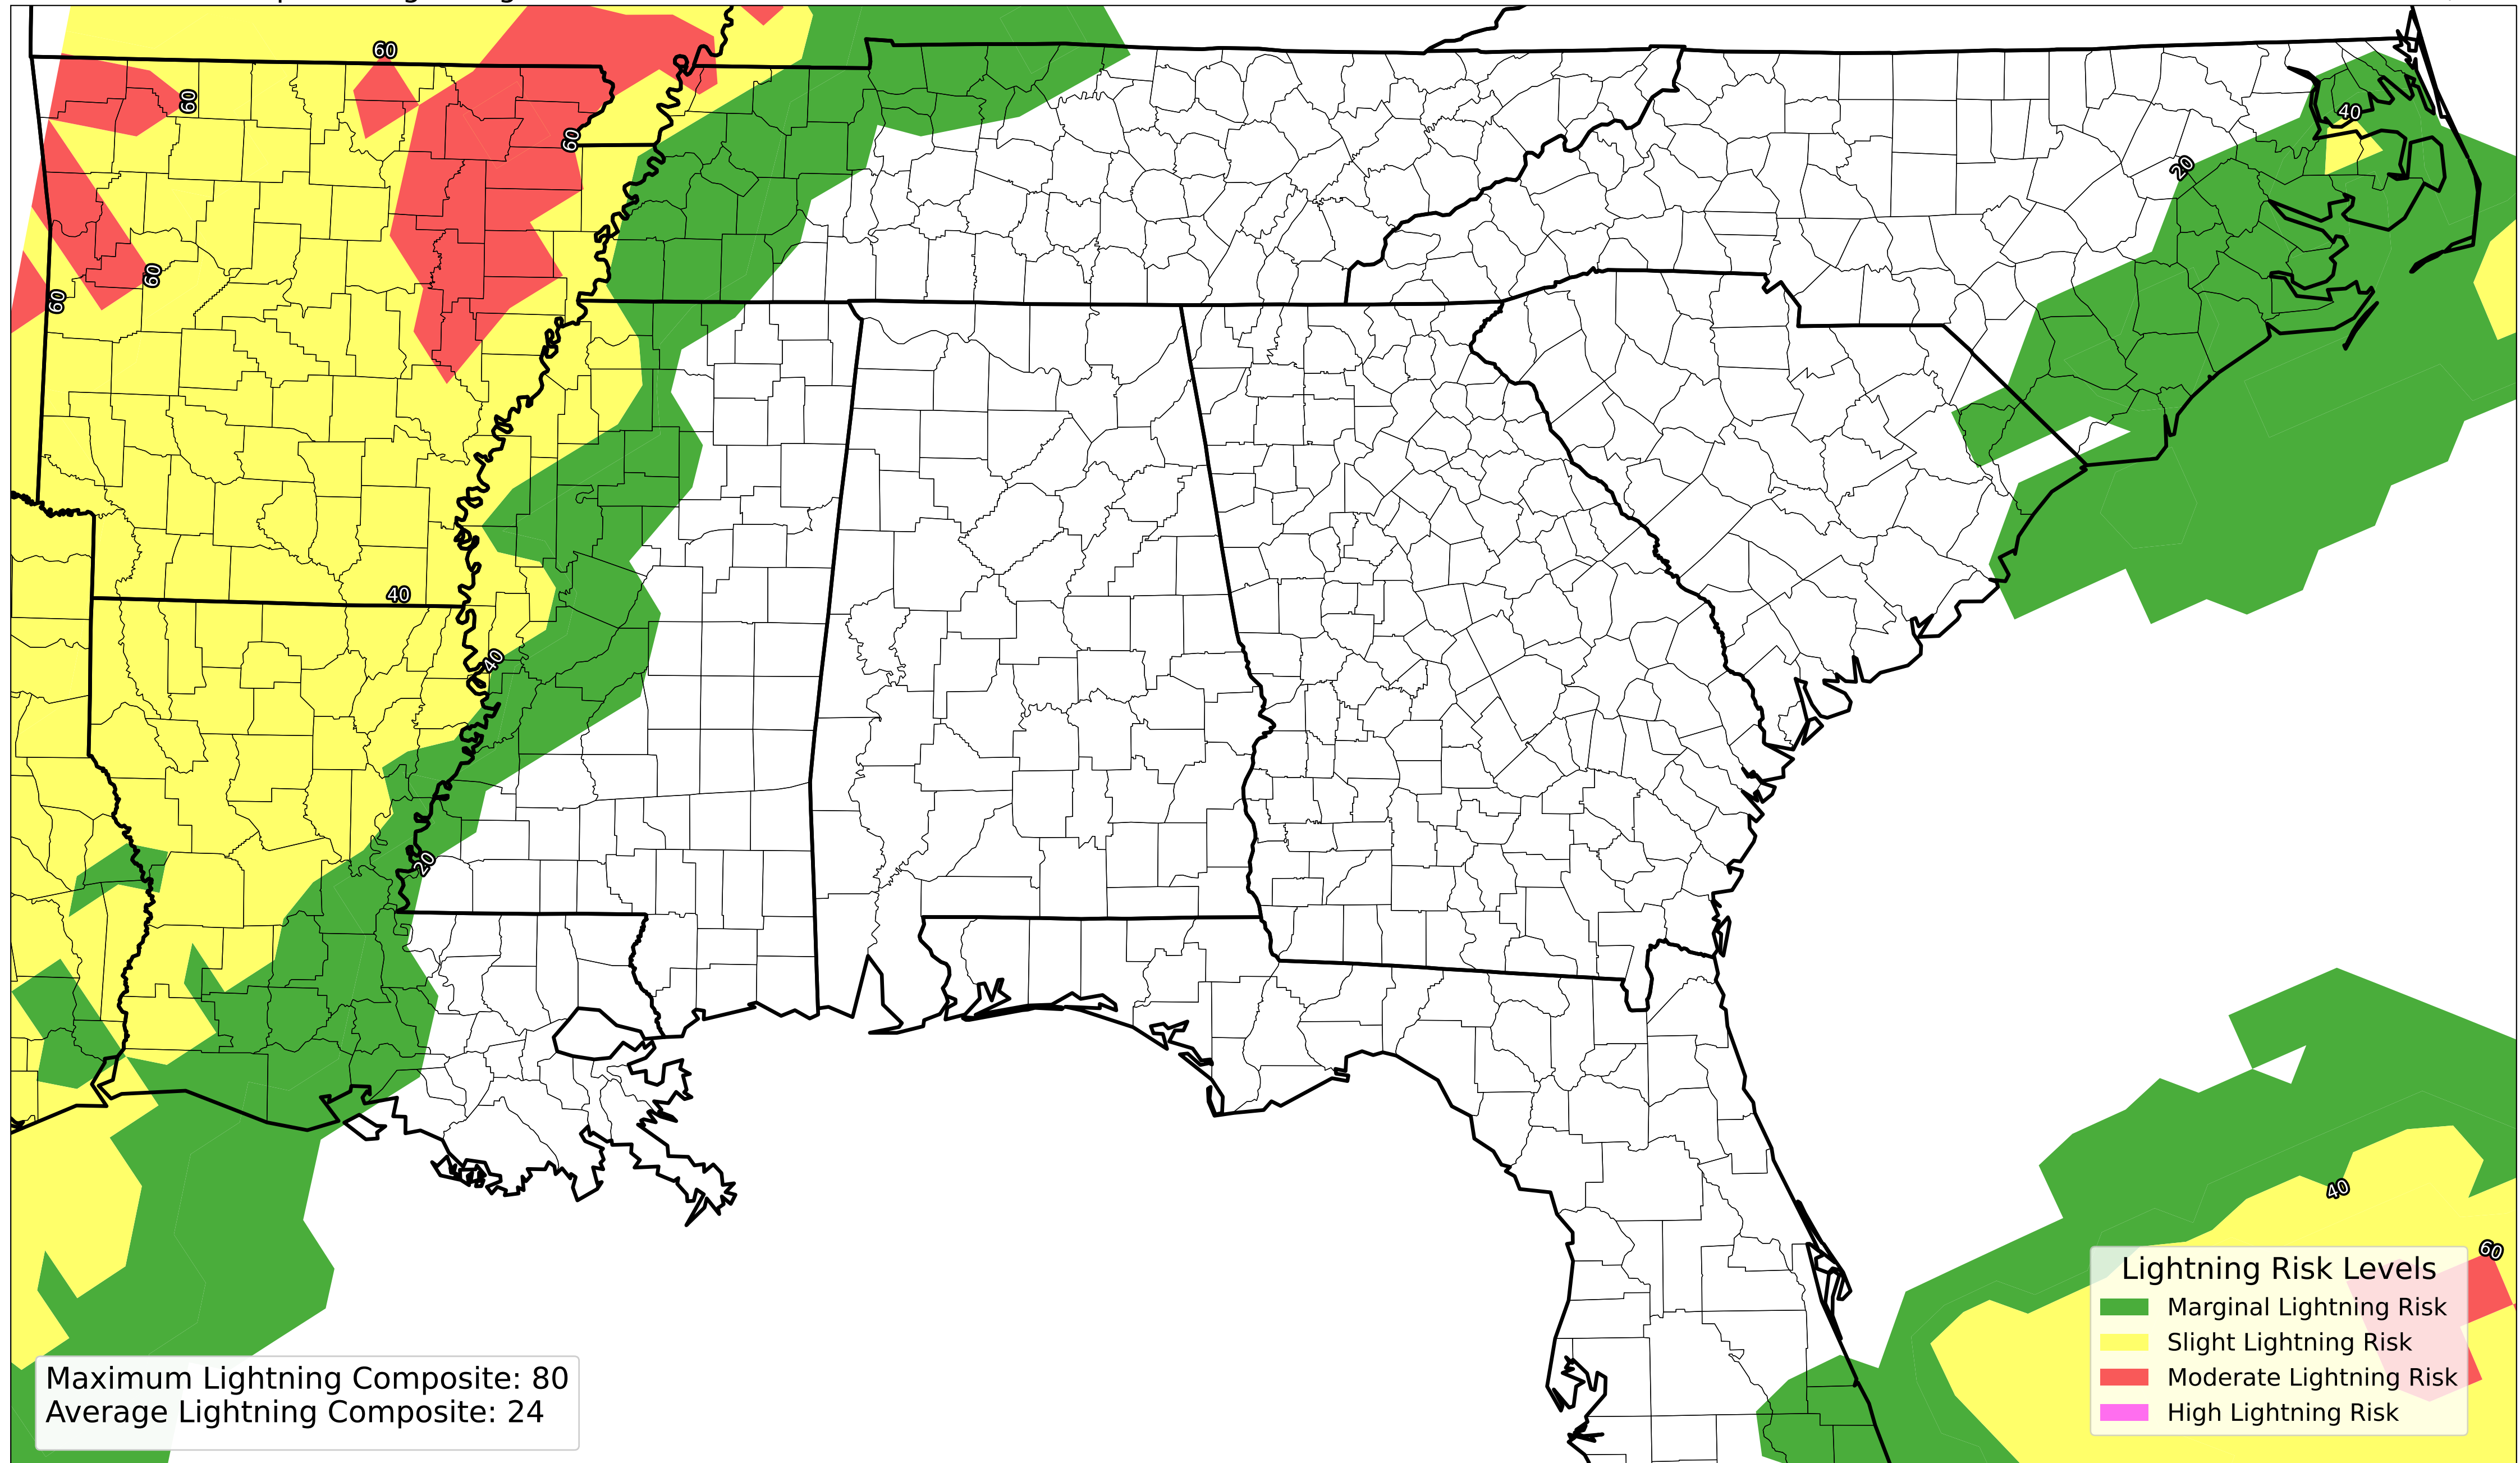 60
60
60
60
60
40
20
40
40
20
40
60
Lightning Risk Levels
Marginal Lightning Risk
Slight Lightning Risk
Moderate Lightning Risk
High Lightning Risk
Maximum Lightning Composite: 80
Average Lightning Composite: 24